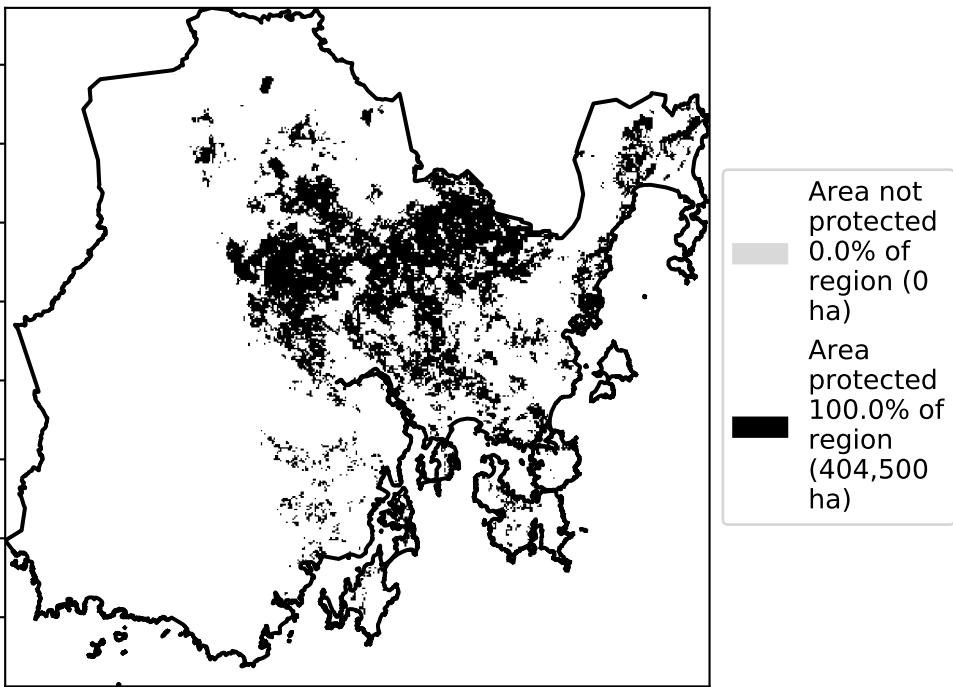 Area not
protected
0.0% of
region (0
ha)
Area
protected
100.0% of
region
(404,500
ha)